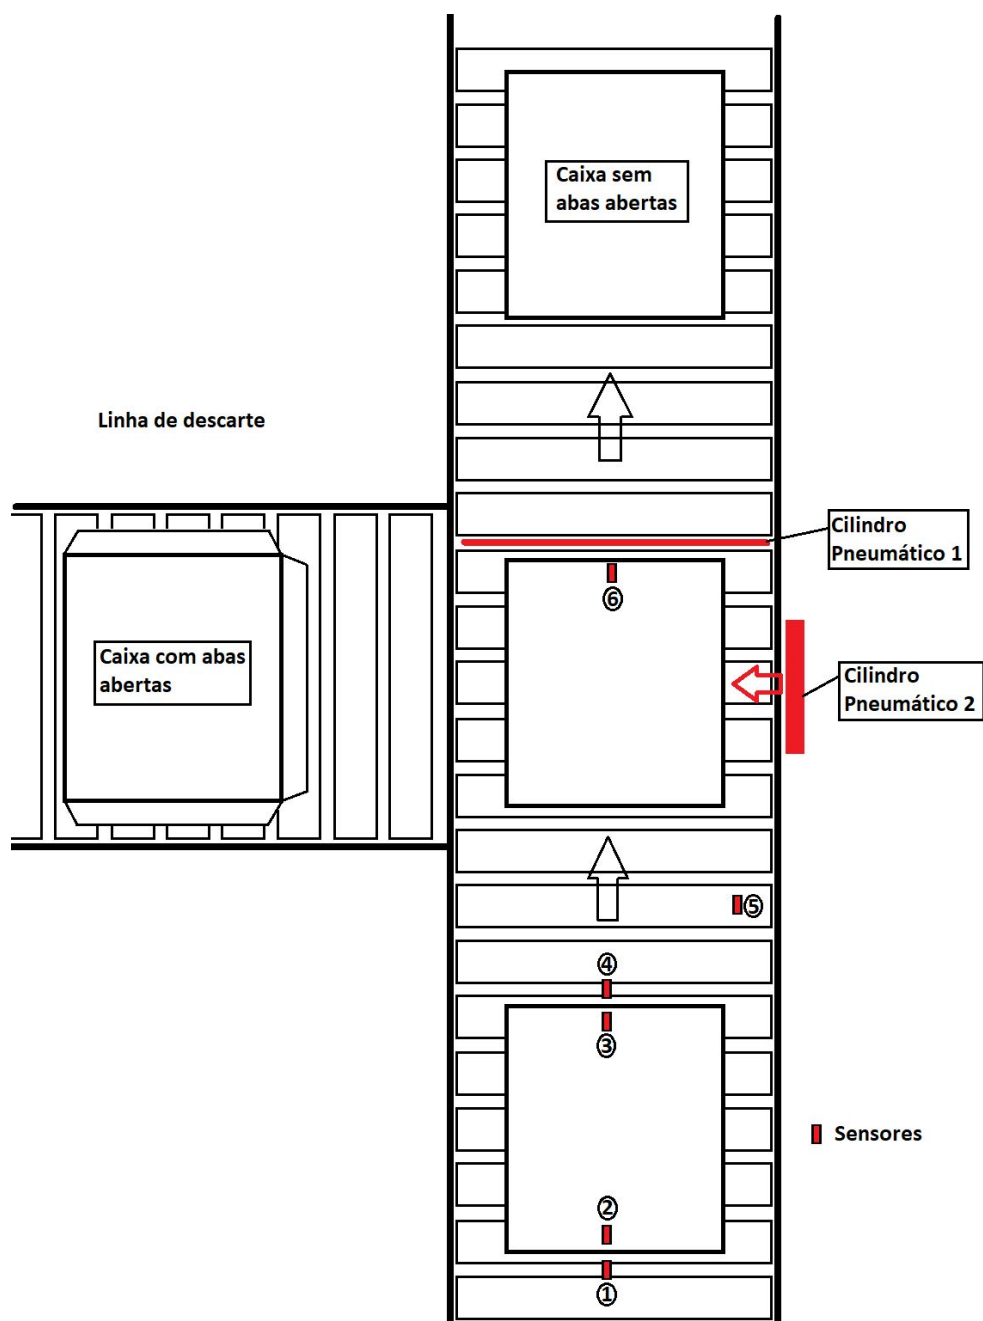 Caixa sem
abas abertas
Linha de descarte
Cilindro
Pneumático 1
6
Caixa com abas
abertas
Cilindro
Pneumático 2
5
4
3
Sensores
2
1